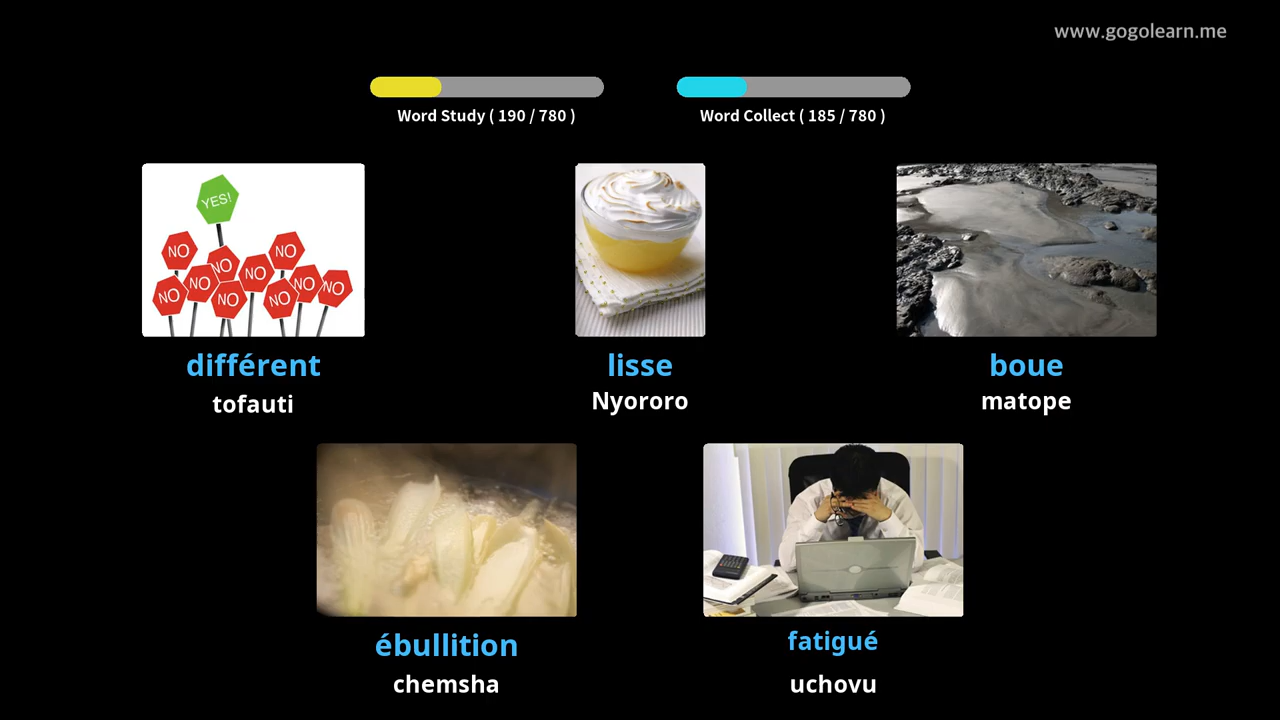 www.gogolearn.me
Word Study ( 190 / 780 )
Word Collect ( 185 / 780 )
YES!
NO
NO
NO
NO
NO
NO
NO
NO
NO
différent
tofauti
lisse
Nyororo
boue
matope
ébullition
chemsha
fatigué
uchovu